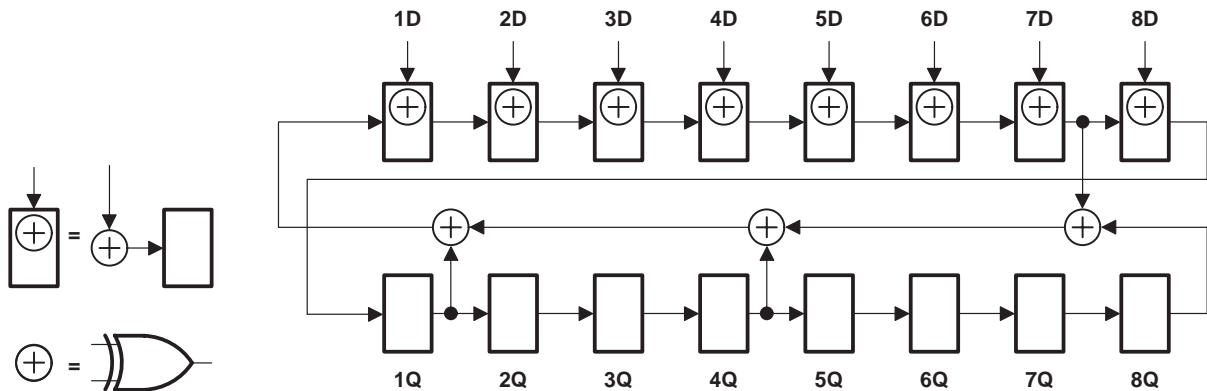 1D 2D 3D 4D 5D 6D 7D 8D
=
=
1Q 2Q 3Q 4Q 5Q 6Q 7Q 8Q